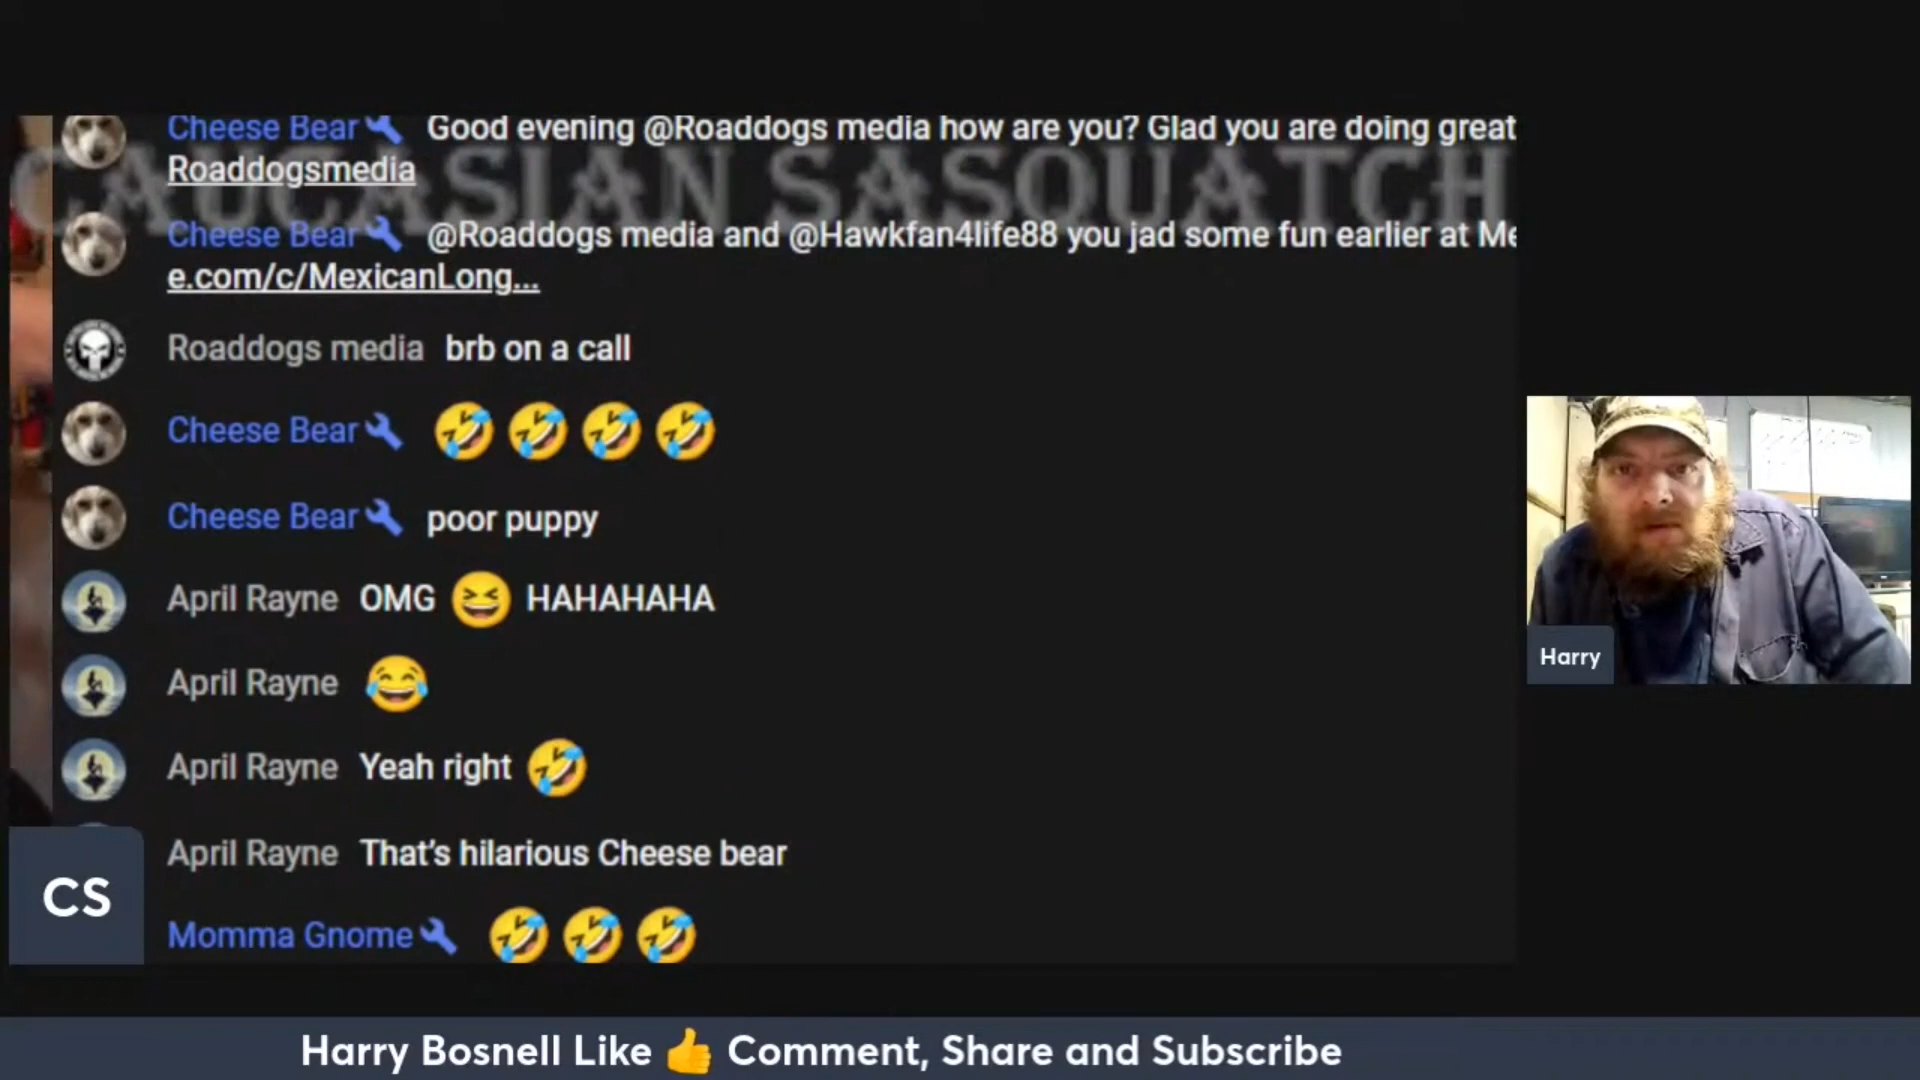 Cheese Bear Good evening @Roaddogs media how are you? Glad you are doing great
Roaddogsmedia
CAUCASIAN SASQUATCH
Cheese Bear @Roaddogs media and @Hawkfan4life88 you jad some fun earlier at Me
e.com/c/MexicanLong...
Roaddogs media brb on a call
Cheese Bear 🤣 🤣 🤣 🤣
Cheese Bear poor puppy
April Rayne OMG 😆 HAHAHAHA
April Rayne 😂
April Rayne Yeah right 🤣
April Rayne That's hilarious Cheese bear
Momma Gnome 🤣 🤣 🤣
CS
Harry
Harry Bosnell Like 👍 Comment, Share and Subscribe